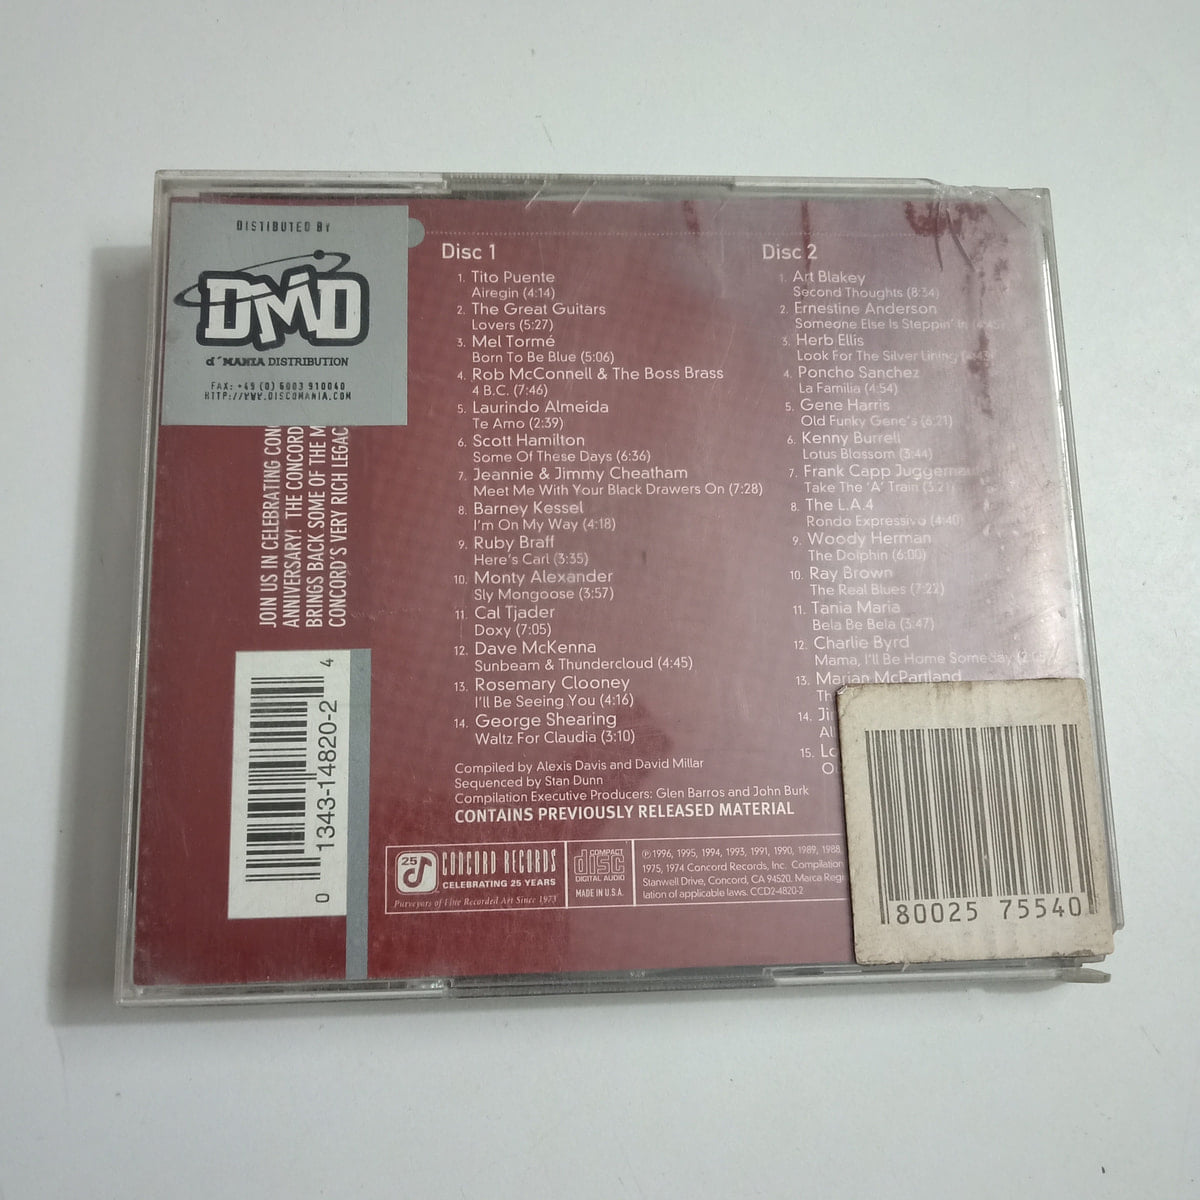 DISTIBUTED BY
DMD
d´MANIA DISTRIBUTION
FAX: +49 (0) 6003 910040
HTTP://WWW.DISCOMANIA.COM
JOIN US IN CELEBRATING
ANNIVERSARY! THE CONCORD
BRINGS BACK SOME OF THE
CONCORD'S VERY RICH
0 1343-14820-2 4
Disc 1
1. Tito Puente
Airegin (4:14)
2. The Great Guitars
Lovers (5:27)
3. Mel Tormé
Born To Be Blue (5:06)
4. Rob McConnell & The Boss Brass
4 B.C. (7:46)
5. Laurindo Almeida
Te Amo (2:39)
6. Scott Hamilton
Some Of These Days (6:36)
7. Jeannie & Jimmy Cheatham
Meet Me With Your Black Drawers On (7:28)
8. Barney Kessel
I'm On My Way (4:18)
9. Ruby Braff
Here's Carl (3:35)
10. Monty Alexander
Sly Mongoose (3:57)
11. Cal Tjader
Doxy (7:05)
12. Dave McKenna
Sunbeam & Thundercloud (4:45)
13. Rosemary Clooney
I'll Be Seeing You (4:16)
14. George Shearing
Waltz For Claudia (3:10)
Disc 2
1. Art Blakey
Second Thoughts (8:34)
2. Ernestine Anderson
Someone Else Is Steppin' In (4:45)
3. Herb Ellis
Look For The Silver Lining (4:43)
4. Poncho Sanchez
La Familia (4:54)
5. Gene Harris
Old Funky Gene's (6:21)
6. Kenny Burrell
Lotus Blossom (3:44)
7. Frank Capp Juggernaut
Take The 'A' Train (3:21)
8. The L.A.4
Rondo Expressivo (4:40)
9. Woody Herman
The Dolphin (6:00)
10. Ray Brown
The Real Blues (7:22)
11. Tania Maria
Bela Be Bela (3:47)
12. Charlie Byrd
Mama, I'll Be Home Someday
13. Marian McPartland
14.
15.
Compiled by Alexis Davis and David Millar
Sequenced by Stan Dunn
Compilation Executive Producers: Glen Barros and John Burk
CONTAINS PREVIOUSLY RELEASED MATERIAL
25
CONCORD RECORDS
CELEBRATING 25 YEARS
Purveyors of Fine Recorded Art Since 1973
COMPACT
disc
DIGITAL AUDIO
MADE IN U.S.A.
℗ 1996, 1995, 1994, 1993, 1991, 1990, 1989, 1988
1975, 1974 Concord Records, Inc. Compilation
Stanwell Drive, Concord, CA 94520. Marca
lation of applicable laws. CCD2-4820-2
80025 75540